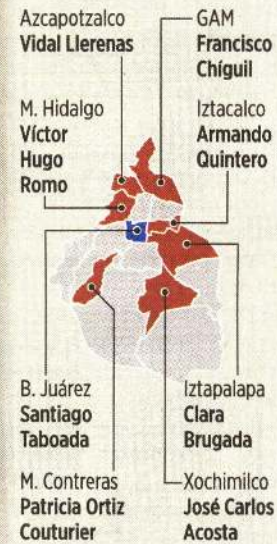 Azcapotzalco
Vidal Llerenas
GAM
Francisco
Chíguil
M. Hidalgo
Víctor
Hugo
Romo
Iztacalco
Armando
Quintero
B. Juárez
Santiago
Taboada
Iztapalapa
Clara
Brugada
M. Contreras
Patricia Ortiz
Couturier
Xochimilco
José Carlos
Acosta